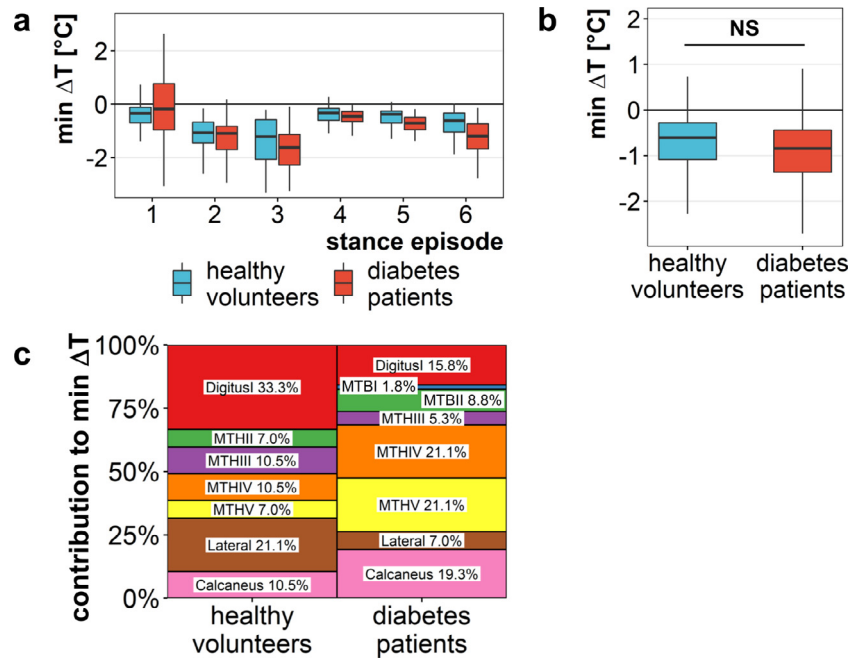 a
min ΔT [°C]
2
0
-2
1 2 3 4 5 6
stance episode
healthy
volunteers
diabetes
patients
b
min ΔT [°C]
NS
2
1
0
-1
-2
healthy
volunteers
diabetes
patients
c
contribution to min ΔT
100%
75%
50%
25%
0%
DigitusI 33.3%
MTHII 7.0%
MTHIII 10.5%
MTHIV 10.5%
MTHV 7.0%
Lateral 21.1%
Calcaneus 10.5%
DigitusI 15.8%
MTBI 1.8%
MTBII 8.8%
MTHIII 5.3%
MTHIV 21.1%
MTHV 21.1%
Lateral 7.0%
Calcaneus 19.3%
healthy
volunteers
diabetes
patients